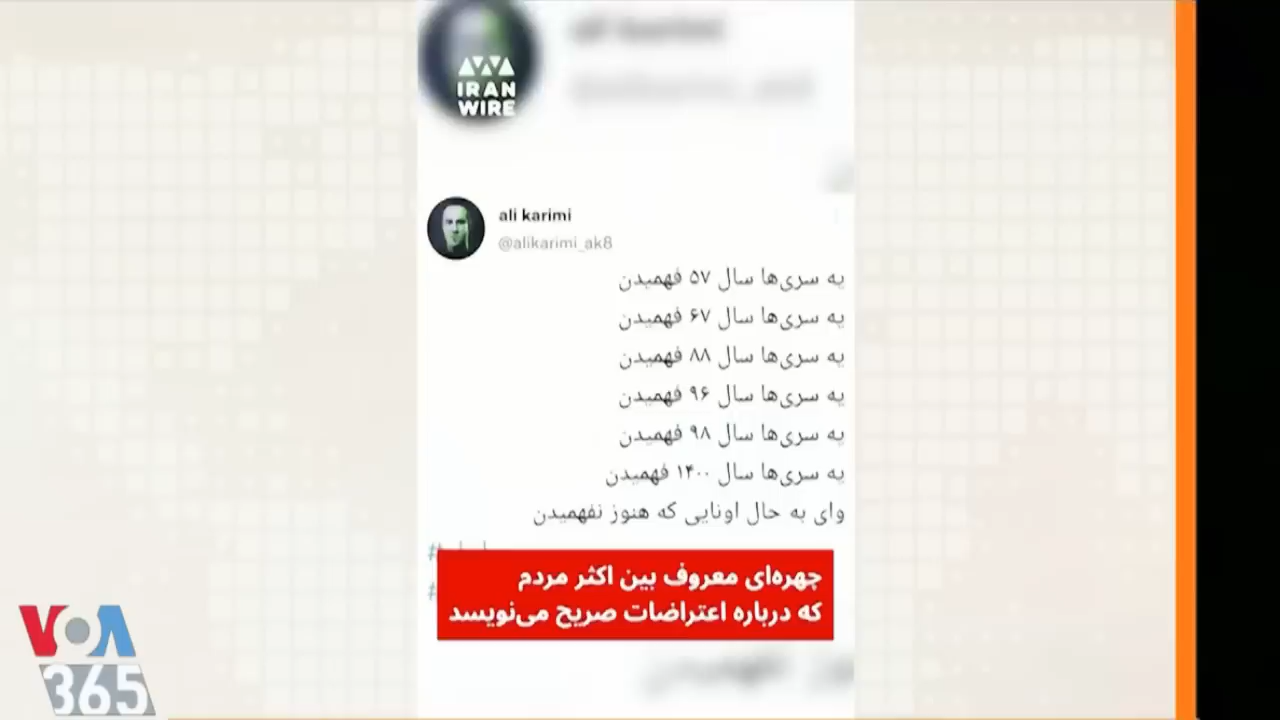 IRAN
WIRE
ali karimi
@alikarimi_ak8
یه سری‌ها سال ۵۷ فهمیدن
یه سری‌ها سال ۶۷ فهمیدن
یه سری‌ها سال ۸۸ فهمیدن
یه سری‌ها سال ۹۶ فهمیدن
یه سری‌ها سال ۹۸ فهمیدن
یه سری‌ها سال ۱۴۰۰ فهمیدن
وای به حال اونایی که هنوز نفهمیدن
چهره‌ای معروف بین اکثر مردم
که درباره اعتراضات صریح می‌نویسد
VOA
365